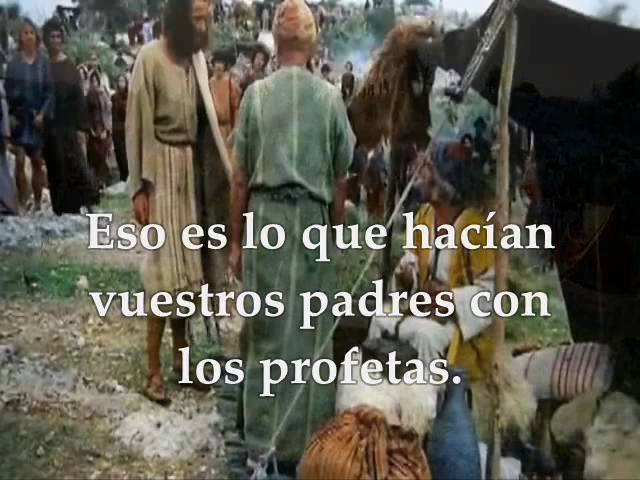 Eso es lo que hacían
vuestros padres con
los profetas.